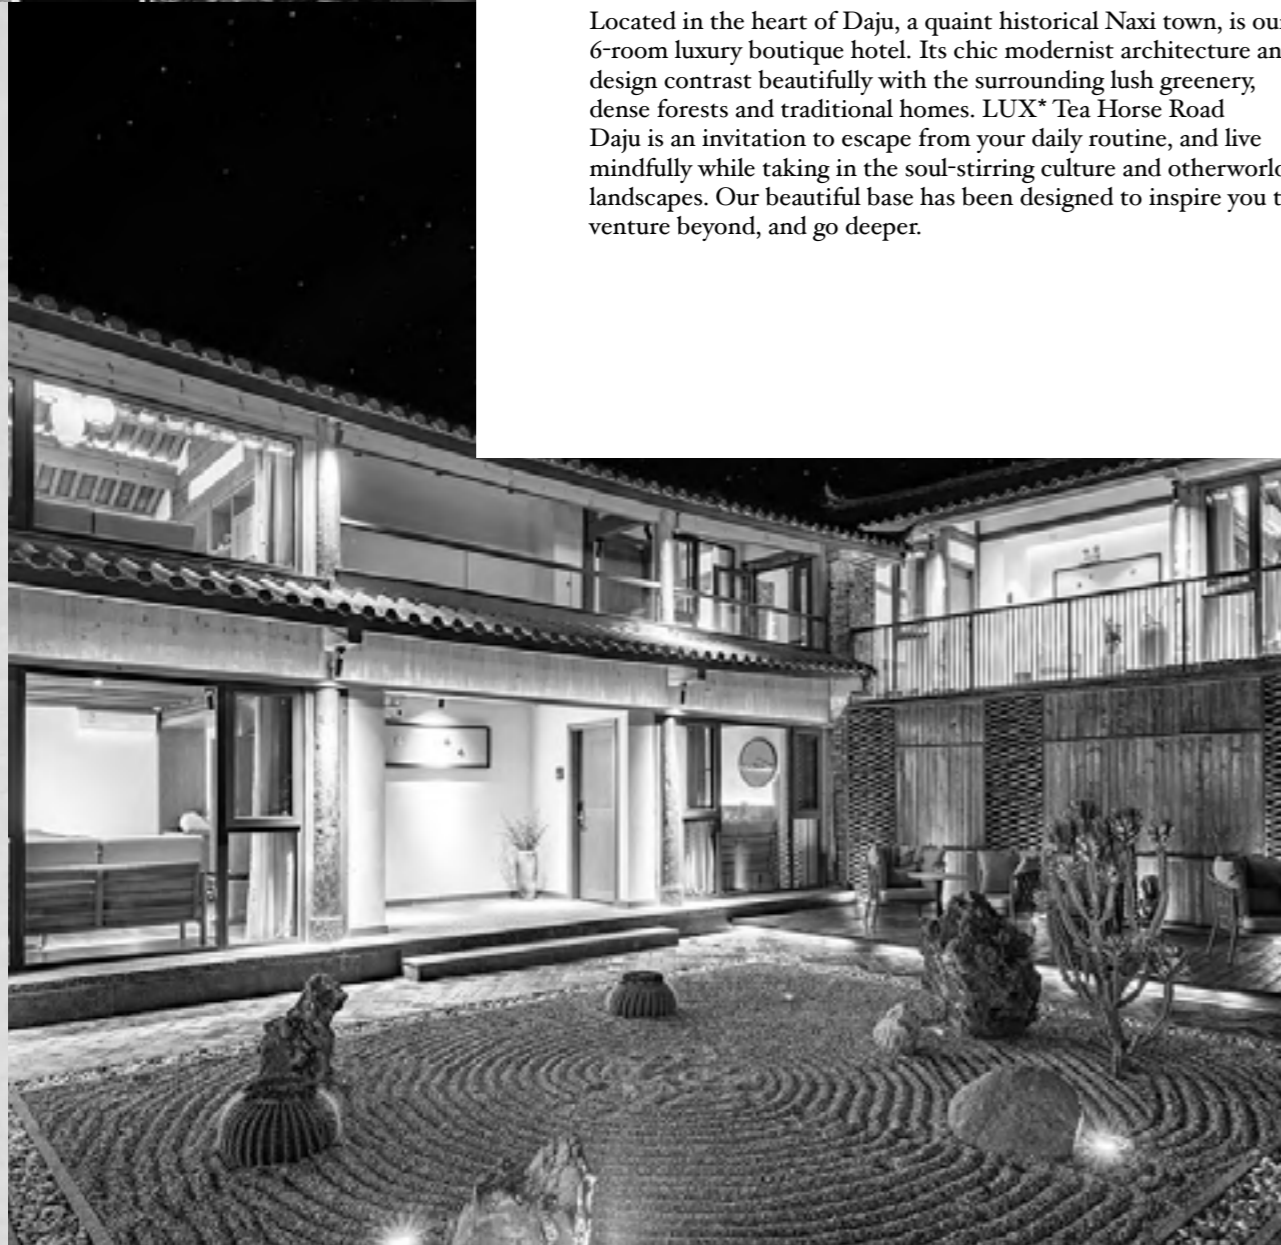 Located in the heart of Daju, a quaint historical Naxi town, is our
6-room luxury boutique hotel. Its chic modernist architecture an
design contrast beautifully with the surrounding lush greenery,
dense forests and traditional homes. LUX* Tea Horse Road
Daju is an invitation to escape from your daily routine, and live
mindfully while taking in the soul-stirring culture and otherworld
landscapes. Our beautiful base has been designed to inspire you t
venture beyond, and go deeper.